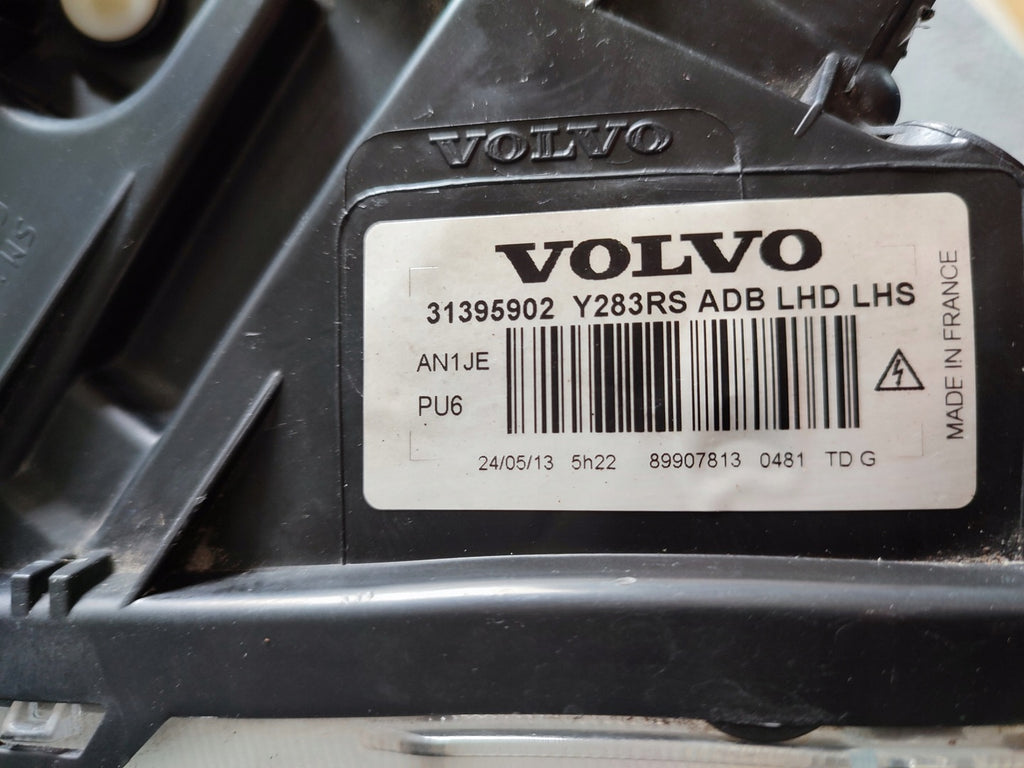 VOLVO
VOLVO
31395902 Y283RS ADB LHD LHS
AN1JE
PU6
24/05/13 5h22 89907813 0481 TD G
MADE IN FRANCE